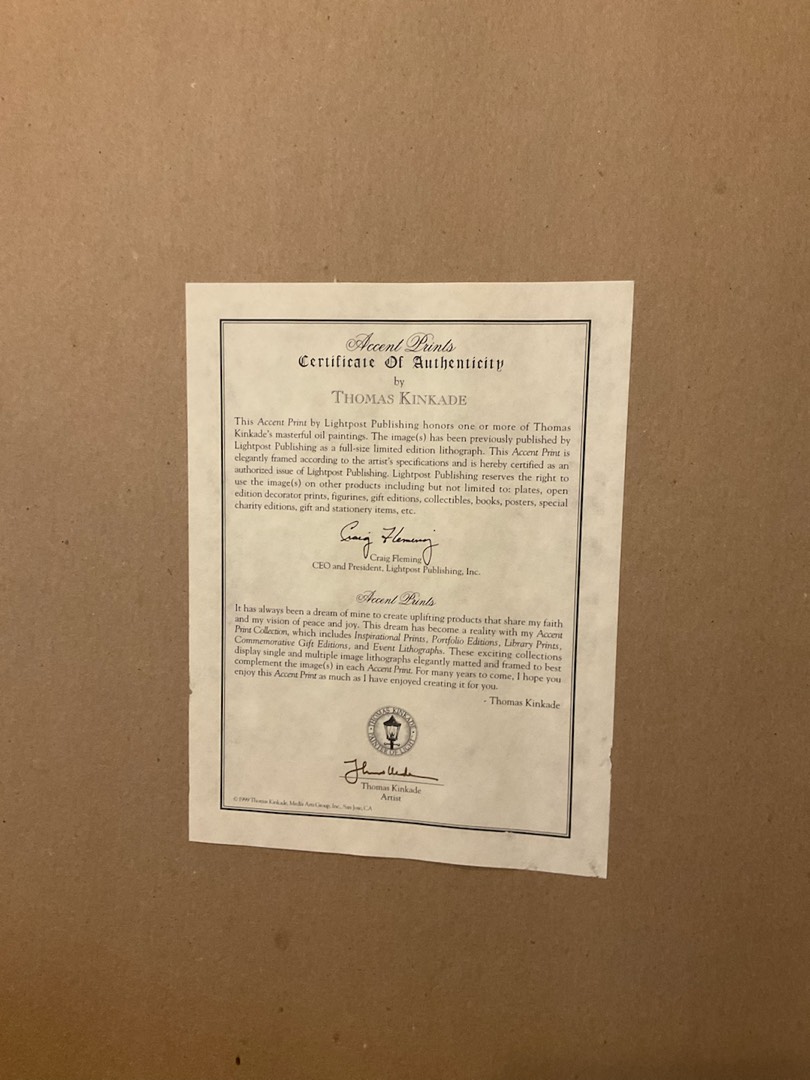 Accent Prints
Certificate Of Authenticity
by
THOMAS KINKADE
This Accent Print by Lightpost Publishing honors one or more of Thomas
Kinkade's masterful oil paintings. The image(s) has been previously published by
Lightpost Publishing as a full-size limited edition lithograph. This Accent Print is
elegantly framed according to the artist's specifications and is hereby certified as an
authorized issue of Lightpost Publishing. Lightpost Publishing reserves the right to
use the image(s) on other products including but not limited to: plates, open
edition decorator prints, figurines, gift editions, collectibles, books, posters, special
charity editions, gift and stationery items, etc.
Craig Fleming
Craig Fleming
CEO and President, Lightpost Publishing, Inc.
Accent Prints
It has always been a dream of mine to create uplifting products that share my faith
and my vision of peace and joy. This dream has become a reality with my Accent
Print Collection, which includes Inspirational Prints, Portfolio Editions, Library Prints,
Commemorative Gift Editions, and Event Lithographs. These exciting collections
display single and multiple image lithographs elegantly matted and framed to best
complement the image(s) in each Accent Print. For many years to come, I hope you
enjoy this Accent Print as much as I have enjoyed creating it for you.
- Thomas Kinkade
THOMAS KINKADE
PAINTER OF LIGHT
Thomas Kinkade
Artist
© 1999 Thomas Kinkade, Media Arts Group, Inc., San Jose, CA